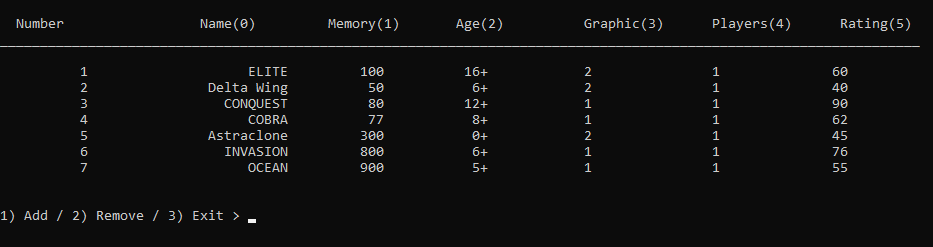 Number Name(0) Memory(1) Age(2) Graphic(3) Players(4) Rating(5)
1 ELITE 100 16+ 2 1 60
2 Delta Wing 50 6+ 2 1 40
3 CONQUEST 80 12+ 1 1 90
4 COBRA 77 8+ 1 1 62
5 Astraclone 300 0+ 2 1 45
6 INVASION 800 6+ 1 1 76
7 OCEAN 900 5+ 1 1 55
1) Add / 2) Remove / 3) Exit >